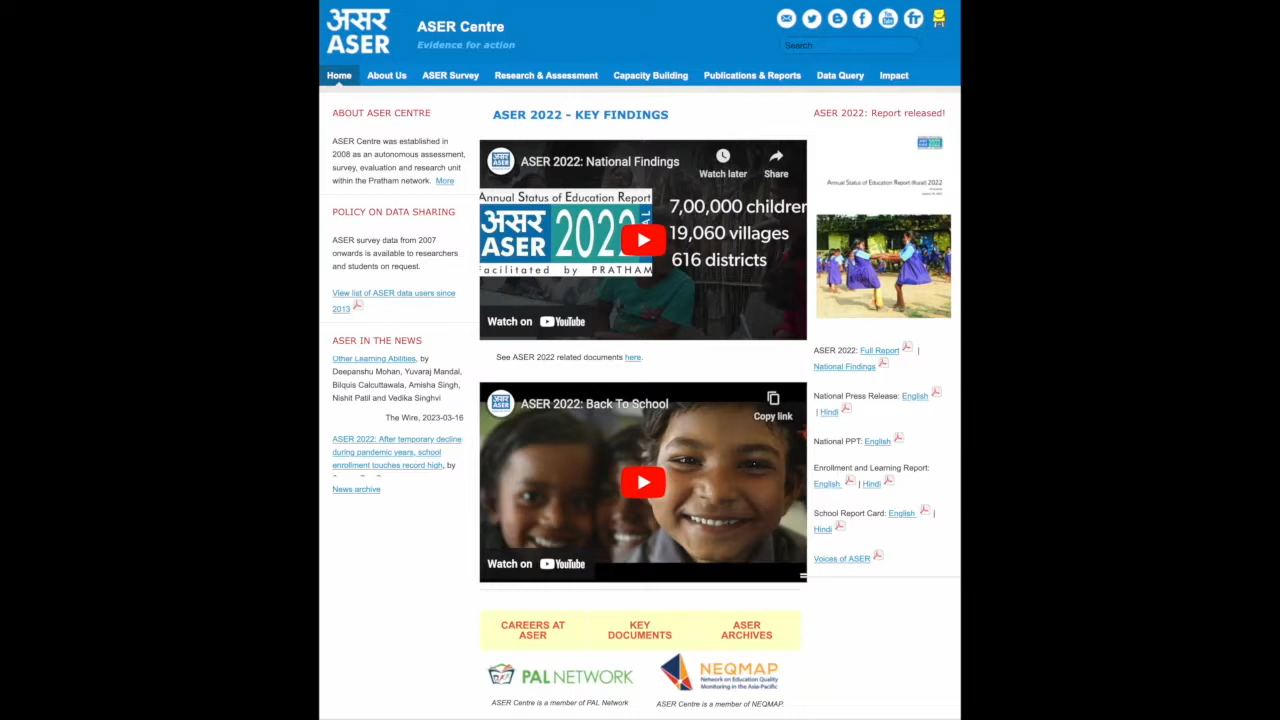 असर
ASER
ASER Centre
Evidence for action
Search
Home
About Us
ASER Survey
Research & Assessment
Capacity Building
Publications & Reports
Data Query
Impact
ABOUT ASER CENTRE
ASER Centre was established in
2008 as an autonomous assessment,
survey, evaluation and research unit
within the Pratham network. More
POLICY ON DATA SHARING
ASER survey data from 2007
onwards is available to researchers
and students on request.
View list of ASER data users since
2013
ASER IN THE NEWS
Other Learning Abilities, by
Deepanshu Mohan, Yuvaraj Mandal,
Bilquis Calcuttawala, Amisha Singh,
Nishit Patil and Vedika Singhvi
The Wire, 2023-03-16
ASER 2022: After temporary decline
during pandemic years, school
enrollment touches record high, by
News archive
ASER 2022 - KEY FINDINGS
ASER 2022: National Findings
Watch later
Share
Annual Status of Education Report
असर
ASER
2022
7,00,000 children
19,060 villages
616 districts
Facilitated by PRATHAM
Watch on YouTube
See ASER 2022 related documents here.
ASER 2022: Back To School
Copy link
Watch on YouTube
CAREERS AT
ASER
KEY
DOCUMENTS
ASER
ARCHIVES
PAL NETWORK
ASER Centre is a member of PAL Network
NEQMAP
Network on Education Quality
Monitoring in the Asia-Pacific
ASER Centre is a member of NEQMAP.
ASER 2022: Report released!
Annual Status of Education Report (Rural) 2022
ASER 2022: Full Report |
National Findings
National Press Release: English
| Hindi
National PPT: English
Enrollment and Learning Report:
English | Hindi
School Report Card: English |
Hindi
Voices of ASER